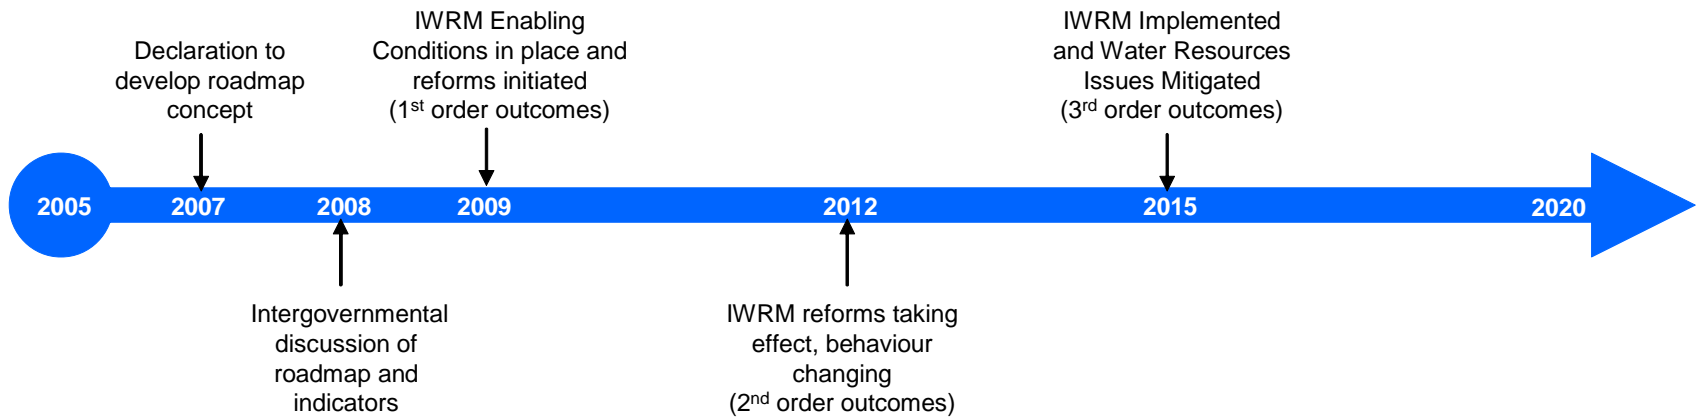 Declaration to
develop roadmap
concept
IWRM Enabling
Conditions in place and
reforms initiated
(1st order outcomes)
IWRM Implemented
and Water Resources
Issues Mitigated
(3rd order outcomes)
2005
2007
2008
2009
2012
2015
2020
Intergovernmental
discussion of
roadmap and
indicators
IWRM reforms taking
effect, behaviour
changing
(2nd order outcomes)